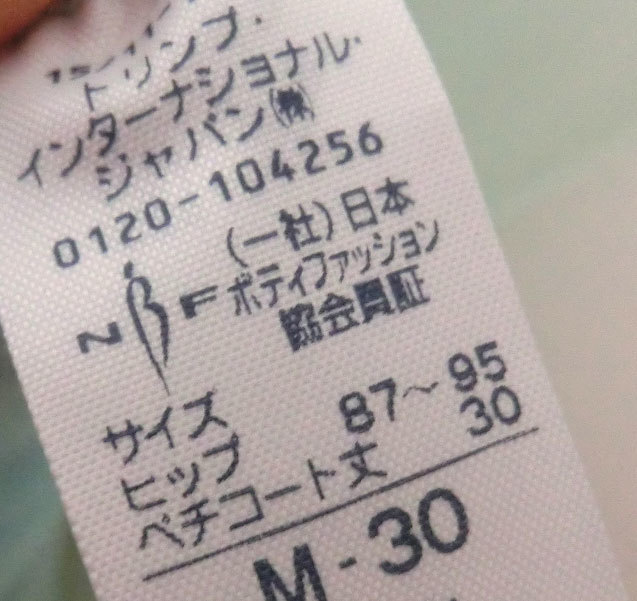 トリンプ・
インターナショナル・
ジャパン㈱
0120-104256
(一社)日本
NBF ボディファッション
協会員証
サイズ
ヒップ 87〜95
ペチコート丈 30
M-30